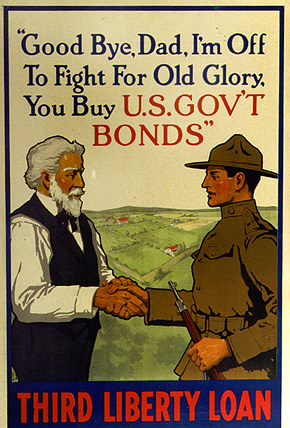 "Good Bye, Dad, I'm Off
To Fight For Old Glory,
You Buy U.S. GOV'T
BONDS"
THIRD LIBERTY LOAN